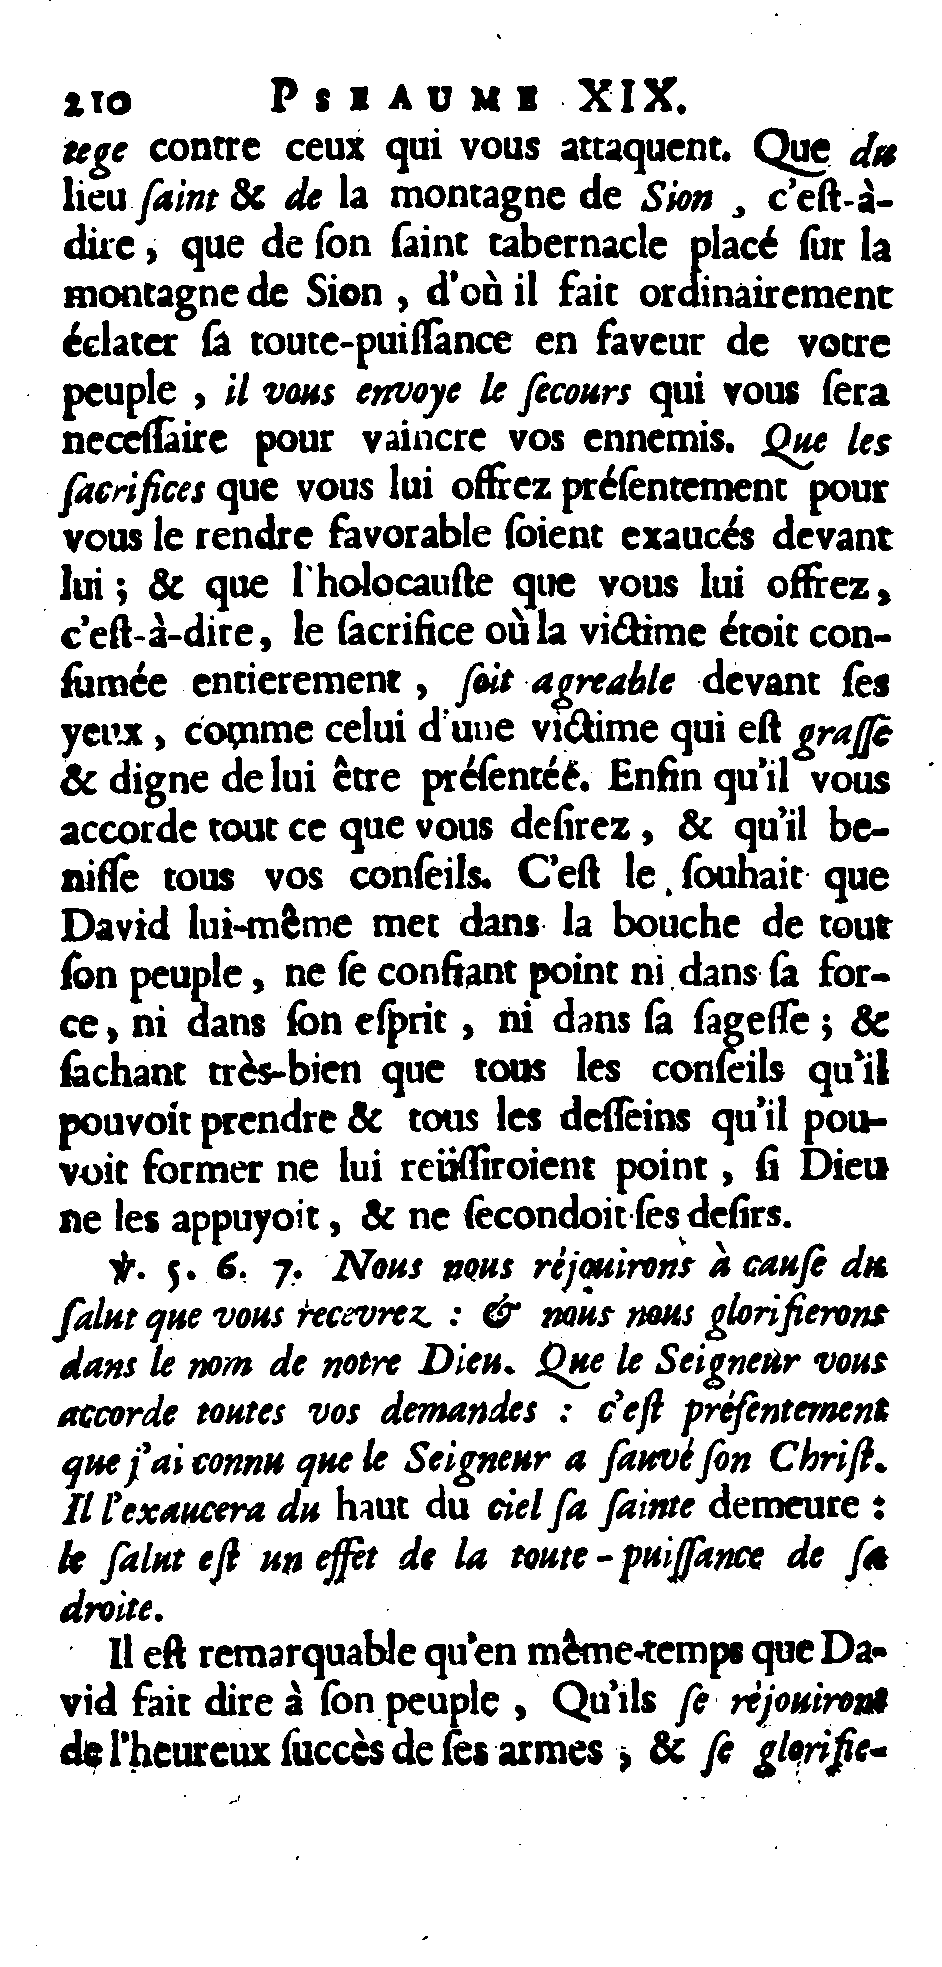 210 PSEAUME XIX.
tege contre ceux qui vous attaquent. Que du
lieu ſaint & de la montagne de Sion, c'eſt-à-
dire, que de ſon ſaint tabernacle placé ſur la
montagne de Sion, d'où il fait ordinairement
éclater ſa toute-puiſſance en faveur de votre
peuple, il vous envoye le ſecours qui vous ſera
neceſſaire pour vaincre vos ennemis. Que les
ſacrifices que vous lui offrez préſentement pour
vous le rendre favorable ſoient exaucés devant
lui; & que l'holocauſte que vous lui offrez,
c'eſt-à-dire, le ſacrifice où la victime étoit con-
ſumée entierement, ſoit agreable devant ſes
yeux, comme celui d'une victime qui eſt graſſe
& digne de lui être préſentée. Enfin qu'il vous
accorde tout ce que vous deſirez, & qu'il be-
niſſe tous vos conſeils. C'eſt le ſouhait que
David lui-même met dans la bouche de tout
ſon peuple, ne ſe confiant point ni dans ſa for-
ce, ni dans ſon eſprit, ni dans ſa ſageſſe; &
ſachant très-bien que tous les conſeils qu'il
pouvoit prendre & tous les deſſeins qu'il pou-
voit former ne lui reüſſiroient point, ſi Dieu
ne les appuyoit, & ne ſecondoit ſes deſirs.
℣. 5. 6. 7. Nous nous réjouirons à cauſe du
ſalut que vous recevrez : & nous nous glorifierons
dans le nom de notre Dieu. Que le Seigneur vous
accorde toutes vos demandes : c'eſt préſentement
que j'ai connu que le Seigneur a ſauvé ſon Chriſt.
Il l'exaucera du haut du ciel ſa ſainte demeure :
le ſalut eſt un effet de la toute-puiſſance de ſa
droite.
Il eſt remarquable qu'en même-temps que Da-
vid fait dire à ſon peuple, Qu'ils ſe réjouiront
de l'heureux ſuccès de ſes armes, & ſe glorifie-